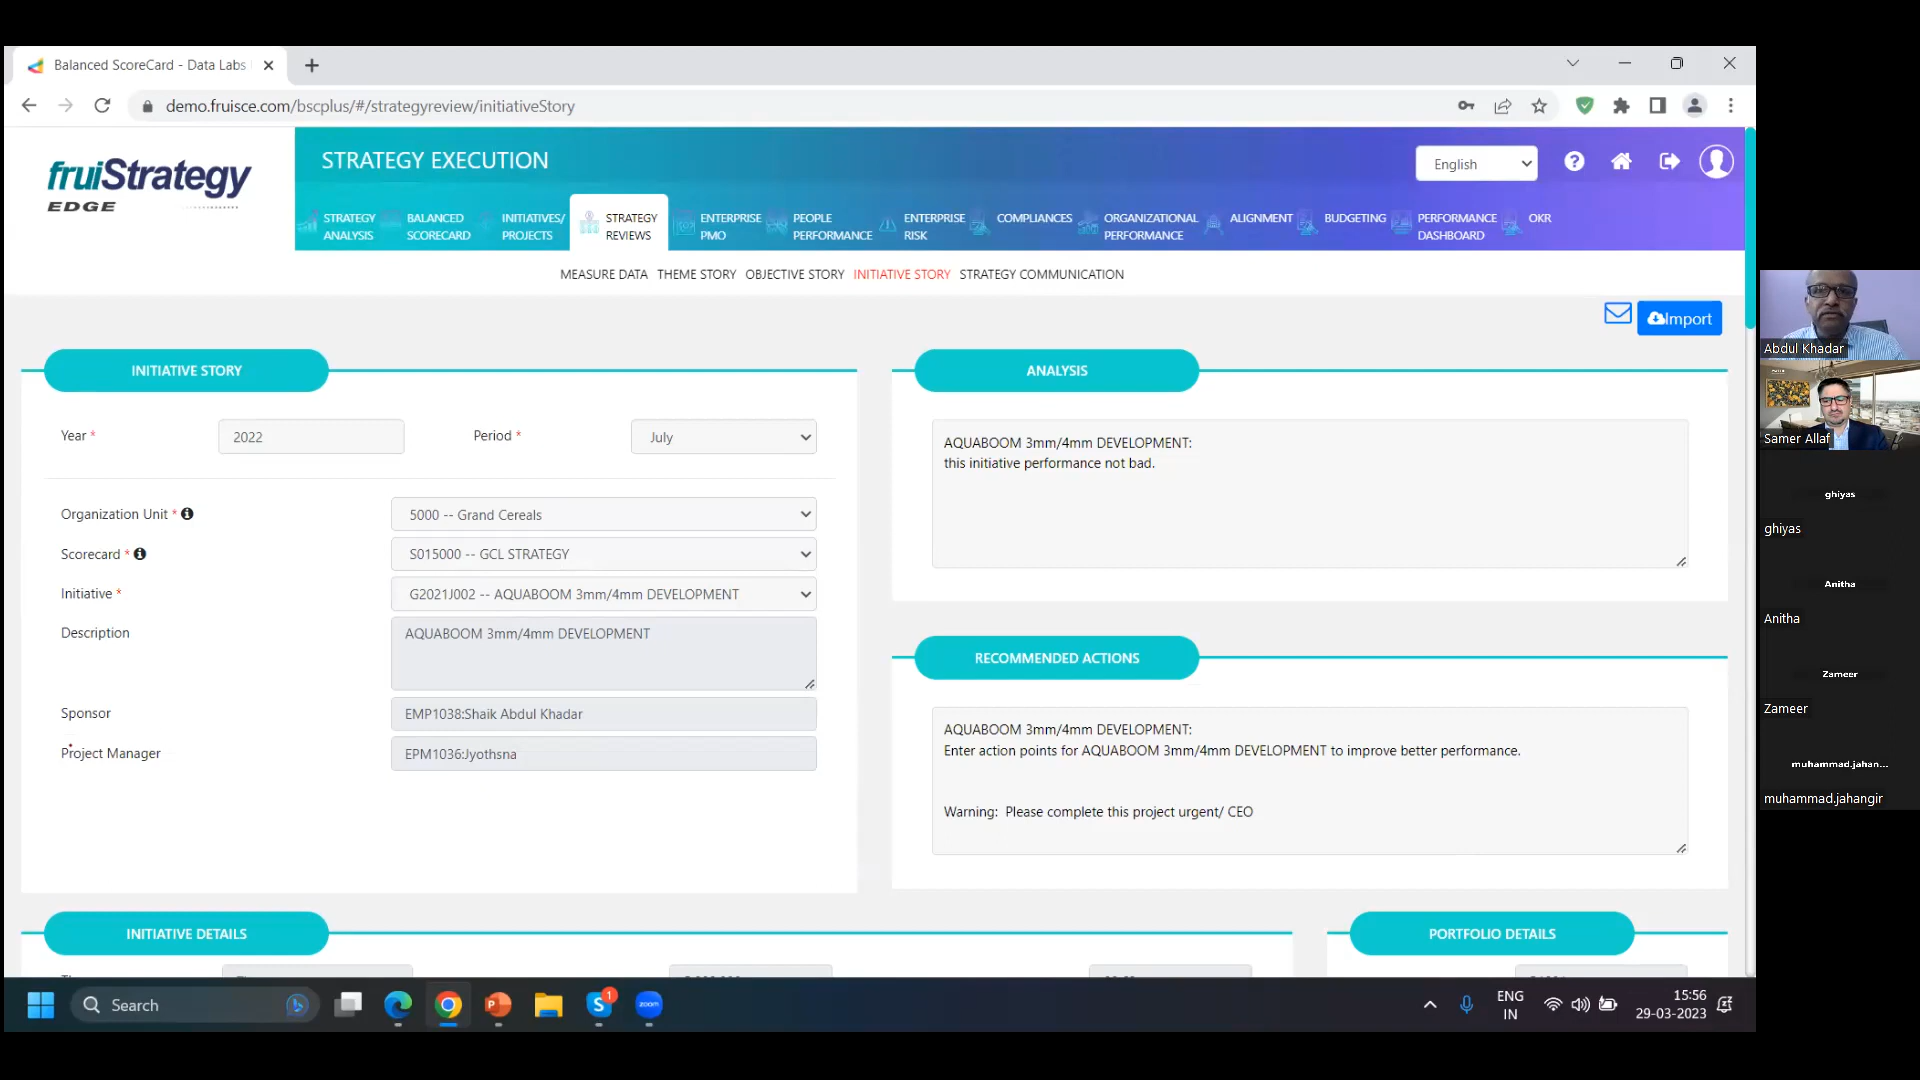 Balanced ScoreCard - Data Labs
demo.fruisce.com/bscplus/#/strategyreview/initiativeStory
fruiStrategy
EDGE
STRATEGY EXECUTION
English
STRATEGY ANALYSIS
BALANCED SCORECARD
INITIATIVES/ PROJECTS
STRATEGY REVIEWS
ENTERPRISE PMO
PEOPLE PERFORMANCE
ENTERPRISE RISK
COMPLIANCES
ORGANIZATIONAL PERFORMANCE
ALIGNMENT
BUDGETING
PERFORMANCE DASHBOARD
OKR
MEASURE DATA THEME STORY OBJECTIVE STORY INITIATIVE STORY STRATEGY COMMUNICATION
Import
INITIATIVE STORY
Year * 2022 Period * July
Organization Unit * 5000 -- Grand Cereals
Scorecard * S015000 -- GCL STRATEGY
Initiative * G2021J002 -- AQUABOOM 3mm/4mm DEVELOPMENT
Description AQUABOOM 3mm/4mm DEVELOPMENT
Sponsor EMP1038:Shaik Abdul Khadar
Project Manager EPM1036:Jyothsna
ANALYSIS
AQUABOOM 3mm/4mm DEVELOPMENT:
this initiative performance not bad.
RECOMMENDED ACTIONS
AQUABOOM 3mm/4mm DEVELOPMENT:
Enter action points for AQUABOOM 3mm/4mm DEVELOPMENT to improve better performance.
Warning: Please complete this project urgent/ CEO
INITIATIVE DETAILS
PORTFOLIO DETAILS
Abdul Khadar
Samer Allaf
ghiyas
ghiyas
Anitha
Anitha
Zameer
Zameer
muhammad.jahan...
muhammad.jahangir
Search
S
1
zoom
ENG
IN
15:56
29-03-2023